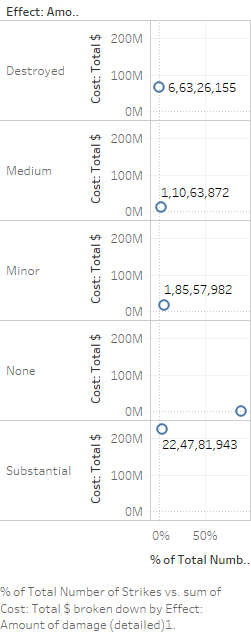 Effect: Amo..
Destroyed
Cost: Total $
200M
100M
0M
6,63,26,155
Medium
Cost: Total $
200M
100M
0M
1,10,63,872
Minor
Cost: Total $
200M
100M
0M
1,85,57,982
None
Cost: Total $
200M
100M
0M
Substantial
Cost: Total $
200M
100M
0M
22,47,81,943
0% 50%
% of Total Numb..
% of Total Number of Strikes vs. sum of
Cost: Total $ broken down by Effect:
Amount of damage (detailed)1.